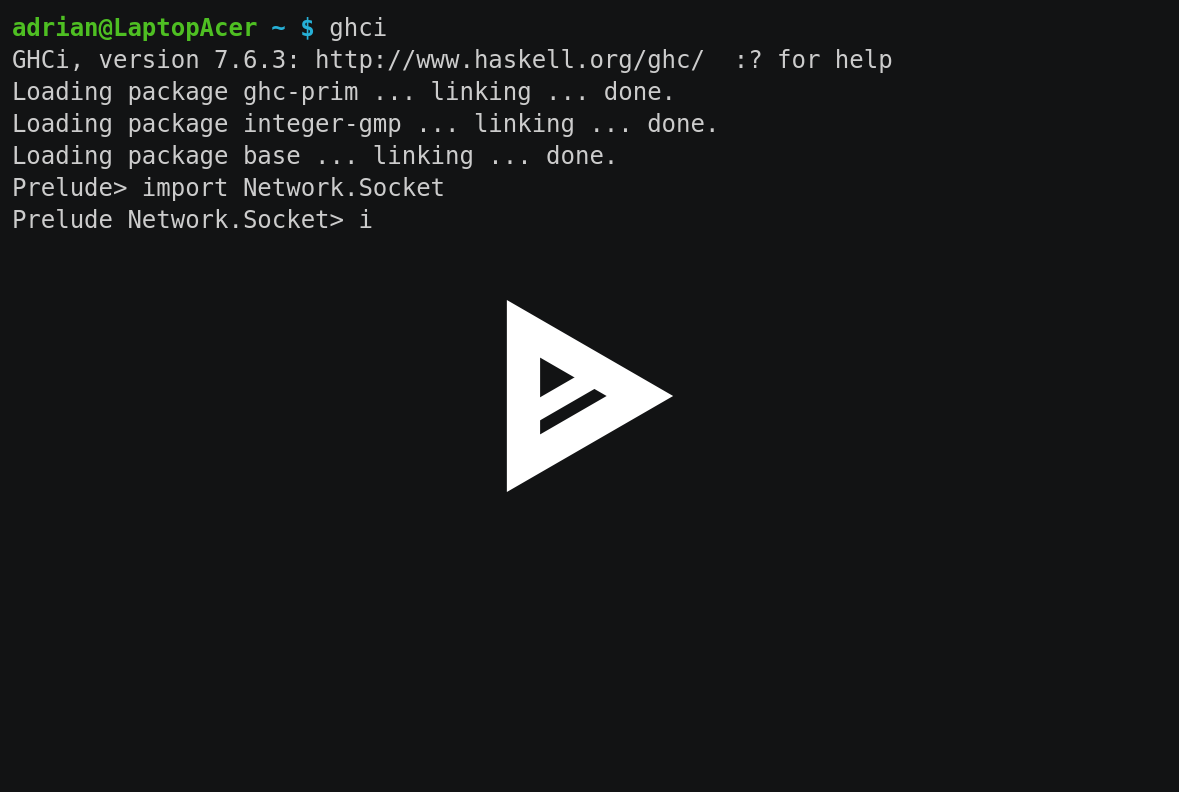 adrian@LaptopAcer ~ $ ghci
GHCi, version 7.6.3: http://www.haskell.org/ghc/  :? for help
Loading package ghc-prim ... linking ... done.
Loading package integer-gmp ... linking ... done.
Loading package base ... linking ... done.
Prelude> import Network.Socket
Prelude Network.Socket> i